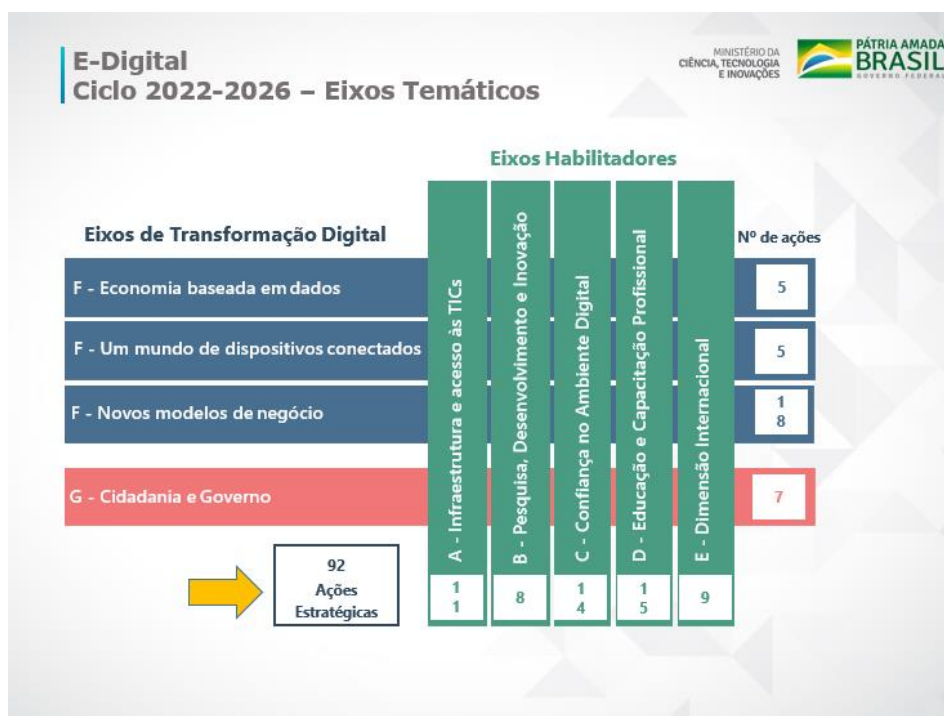 E-Digital
Ciclo 2022-2026 – Eixos Temáticos
MINISTÉRIO DA
CIÊNCIA, TECNOLOGIA
E INOVAÇÕES
PÁTRIA AMADA
BRASIL
GOVERNO FEDERAL
Eixos Habilitadores
Eixos de Transformação Digital
Nº de ações
F - Economia baseada em dados
5
F - Um mundo de dispositivos conectados
5
F - Novos modelos de negócio
1
8
G - Cidadania e Governo
7
A - Infraestrutura e acesso às TICs
B - Pesquisa, Desenvolvimento e Inovação
C - Confiança no Ambiente Digital
D - Educação e Capacitação Profissional
E - Dimensão Internacional
92
Ações
Estratégicas
1
1
8
1
4
1
5
9